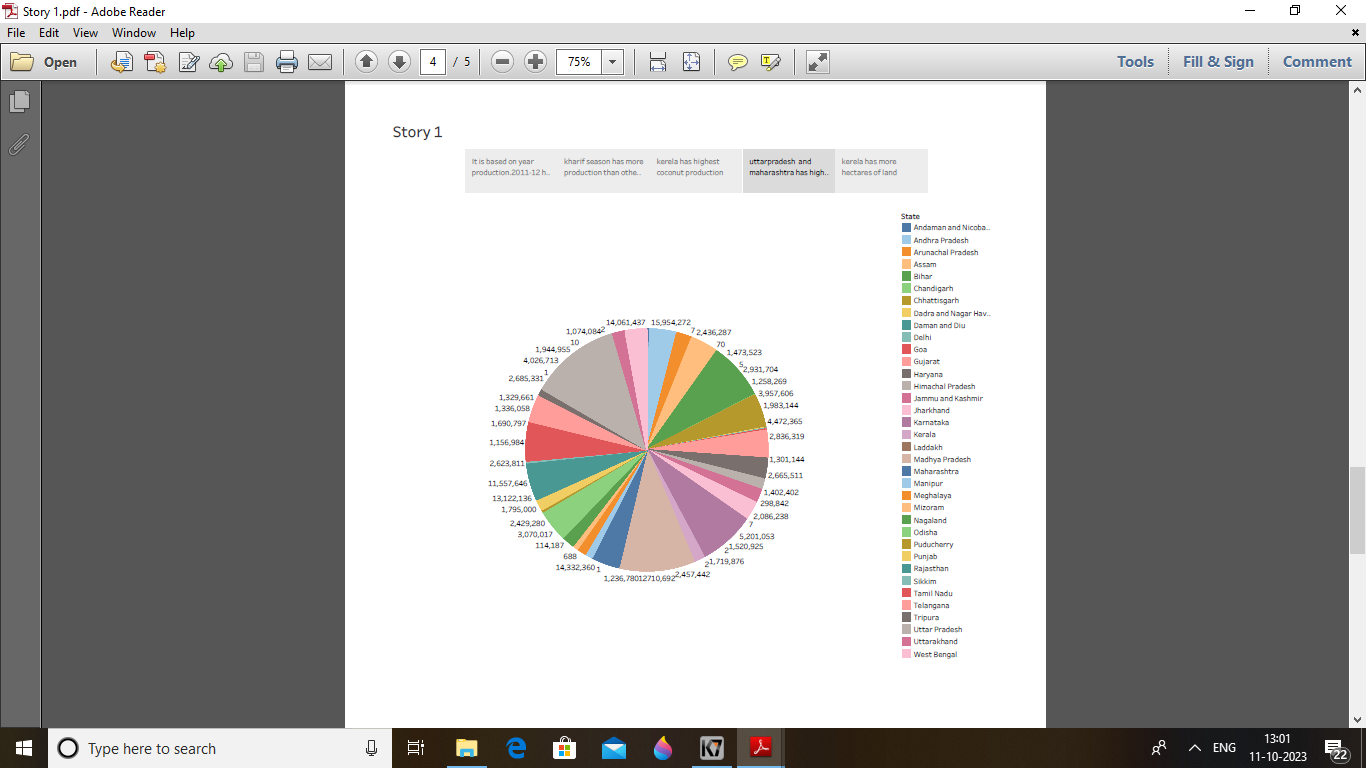 Story 1.pdf - Adobe Reader
File Edit View Window Help
Open 4 / 5 75% Tools Fill & Sign Comment
Story 1
It is based on year
production.2011-12 h..
kharif season has more
production than othe..
kerela has highest
coconut production
uttarpradesh and
maharashtra has high..
kerela has more
hectares of land
State
Andaman and Nicoba..
Andhra Pradesh
Arunachal Pradesh
Assam
Bihar
Chandigarh
Chhattisgarh
Dadra and Nagar Hav..
Daman and Diu
Delhi
Goa
Gujarat
Haryana
Himachal Pradesh
Jammu and Kashmir
Jharkhand
Karnataka
Kerala
Laddakh
Madhya Pradesh
Maharashtra
Manipur
Meghalaya
Mizoram
Nagaland
Odisha
Puducherry
Punjab
Rajasthan
Sikkim
Tamil Nadu
Telangana
Tripura
Uttar Pradesh
Uttarakhand
West Bengal
15,954,272
7
2,436,287
70
1,473,523
5
2,931,704
1,258,269
3,957,606
1,983,144
4,472,365
2,836,319
1,301,144
2,665,511
1,402,402
298,842
2,086,238
7
5,201,053
1,520,925
2
1,719,876
2
2,457,442
1,236,780
1
14,332,360
688
114,187
3,070,017
2,429,280
1,795,000
13,122,136
11,557,646
2,623,811
1,156,984
1,690,797
1,336,058
1,329,661
2,685,331
1
4,026,713
1,944,955
10
1,074,084
2
14,061,437
Type here to search
ENG
13:01
11-10-2023
22